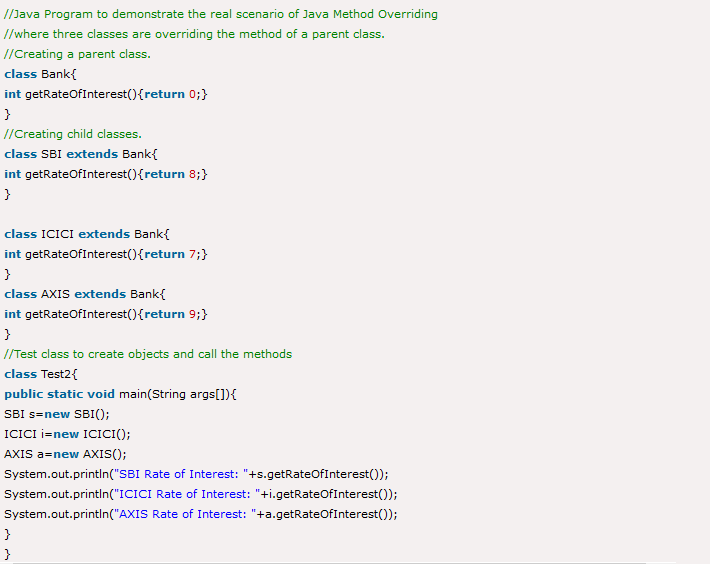 //Java Program to demonstrate the real scenario of Java Method Overriding
//where three classes are overriding the method of a parent class.
//Creating a parent class.
class Bank{
int getRateOfInterest(){return 0;}
}
//Creating child classes.
class SBI extends Bank{
int getRateOfInterest(){return 8;}
}
class ICICI extends Bank{
int getRateOfInterest(){return 7;}
}
class AXIS extends Bank{
int getRateOfInterest(){return 9;}
}
//Test class to create objects and call the methods
class Test2{
public static void main(String args[]){
SBI s=new SBI();
ICICI i=new ICICI();
AXIS a=new AXIS();
System.out.println("SBI Rate of Interest: "+s.getRateOfInterest());
System.out.println("ICICI Rate of Interest: "+i.getRateOfInterest());
System.out.println("AXIS Rate of Interest: "+a.getRateOfInterest());
}
}